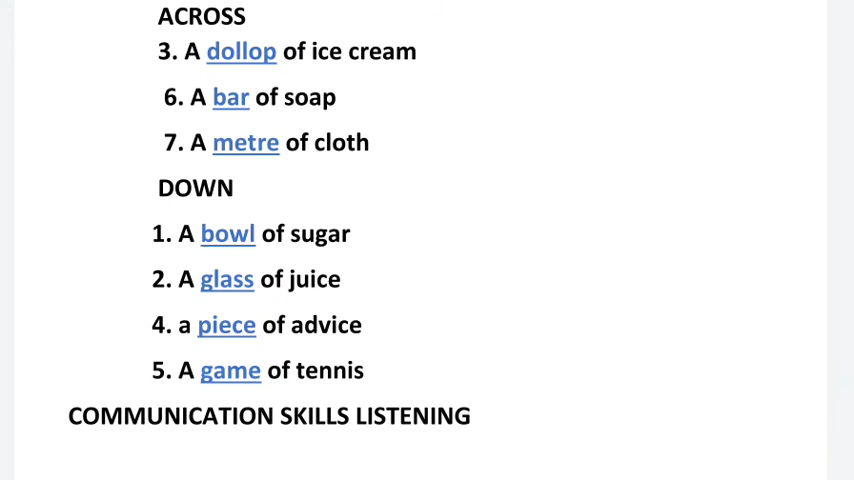 ACROSS
3. A dollop of ice cream
6. A bar of soap
7. A metre of cloth
DOWN
1. A bowl of sugar
2. A glass of juice
4. a piece of advice
5. A game of tennis
COMMUNICATION SKILLS LISTENING